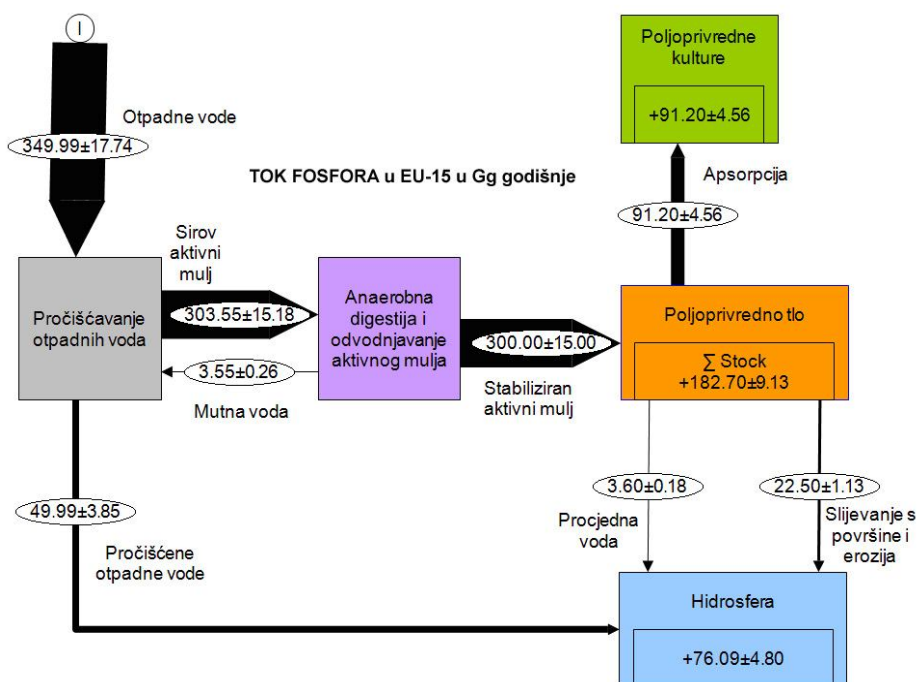 I
Otpadne vode
349.99±17.74
TOK FOSFORA u EU-15 u Gg godišnje
Poljoprivredne
kulture
+91.20±4.56
Apsorpcija
91.20±4.56
Sirov
aktivni
mulj
Pročišćavanje
otpadnih voda
303.55±15.18
3.55±0.26
Mutna voda
Anaerobna
digestija i
odvodnjavanje
aktivnog mulja
300.00±15.00
Stabiliziran
aktivni mulj
Poljoprivredno tlo
∑ Stock
+182.70±9.13
49.99±3.85
Pročišćene
otpadne vode
3.60±0.18
Procjedna
voda
22.50±1.13
Slijevanje s
površine i
erozija
Hidrosfera
+76.09±4.80